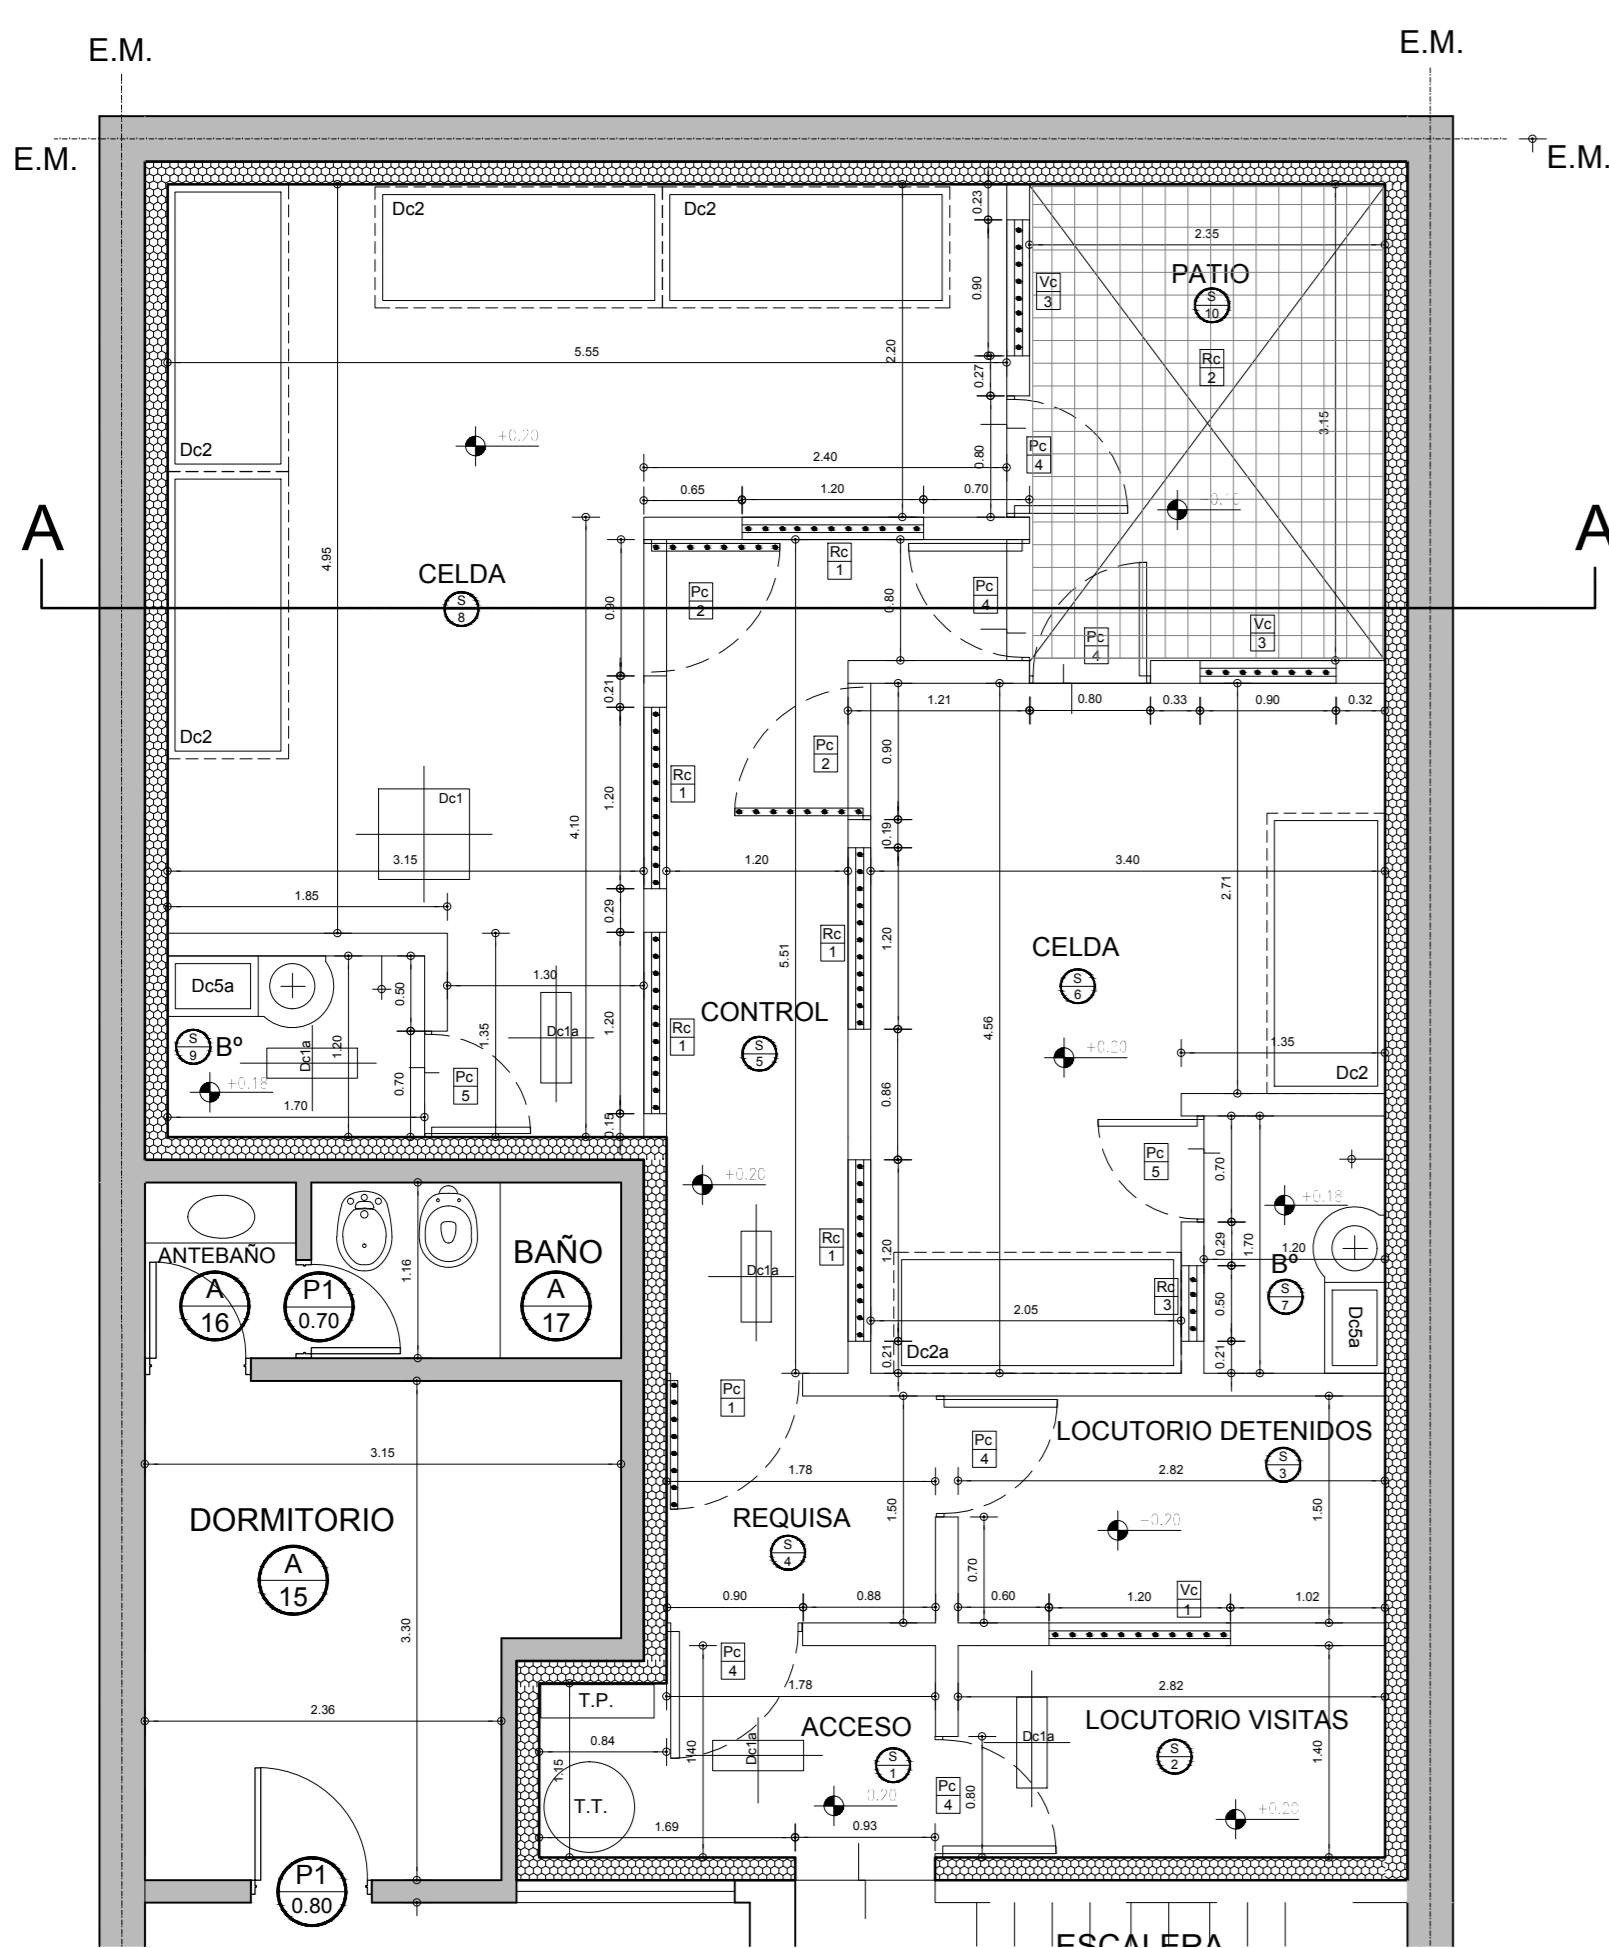 E.M.
E.M.
E.M.
E.M.
Dc2
Dc2
0.23
2.35
PATIO
S
10
Vc
3
0.90
Rc
2
5.55
2.20
0.27
3.15
Dc2
+0.20
2.40
0.80
Pc
4
0.65
1.20
0.70
A
A
4.95
CELDA
S
8
0.90
Pc
2
Rc
1
0.80
Pc
4
Pc
4
Vc
3
0.21
1.21
0.80
0.33
0.90
0.32
Dc2
Dc1
1.20
Rc
1
Pc
2
0.90
4.10
0.19
3.15
1.20
3.40
2.71
1.85
0.29
5.51
Rc
1
1.20
CELDA
S
6
Dc5a
0.50
1.30
CONTROL
S
5
4.56
S
9
Bº
Dc1a
1.20
1.35
Dc1a
1.20
Rc
1
+0.20
1.35
Dc2
+0.18
0.70
Pc
5
0.86
1.70
0.15
Pc
5
0.70
+0.20
+0.18
ANTEBAÑO
A
16
P1
0.70
1.16
BAÑO
A
17
Dc1a
Rc
1
1.20
Rc
3
0.29
1.70
1.20
Bº
S
7
2.05
0.50
Dc5a
Dc2a
0.21
0.21
Pc
1
3.15
1.78
1.50
Pc
4
LOCUTORIO DETENIDOS
S
3
2.82
DORMITORIO
A
15
REQUISA
S
4
1.50
0.70
0.90
0.88
0.60
1.20
Vc
1
1.02
3.30
Pc
4
1.78
2.82
T.P.
2.36
0.84
1.15
1.40
Dc1a
ACCESO
S
1
Dc1a
LOCUTORIO VISITAS
S
2
1.40
T.T.
Pc
4
0.80
0.20
+0.20
1.69
0.93
P1
0.80
ESCALERA